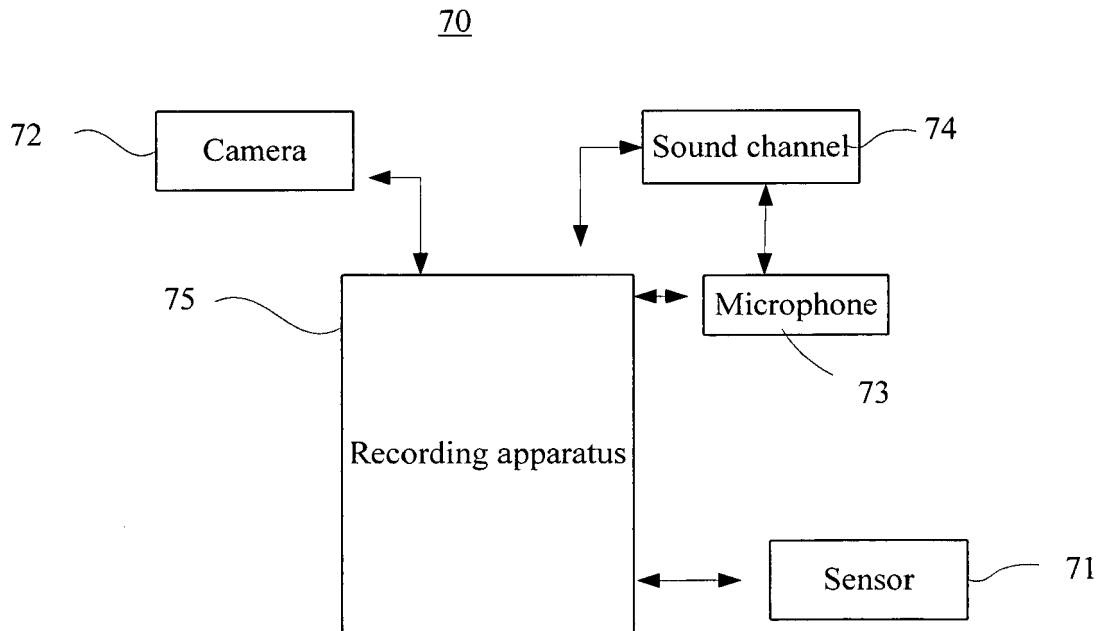 70
72
Camera
Sound channel
74
75
Microphone
73
Recording apparatus
Sensor
71